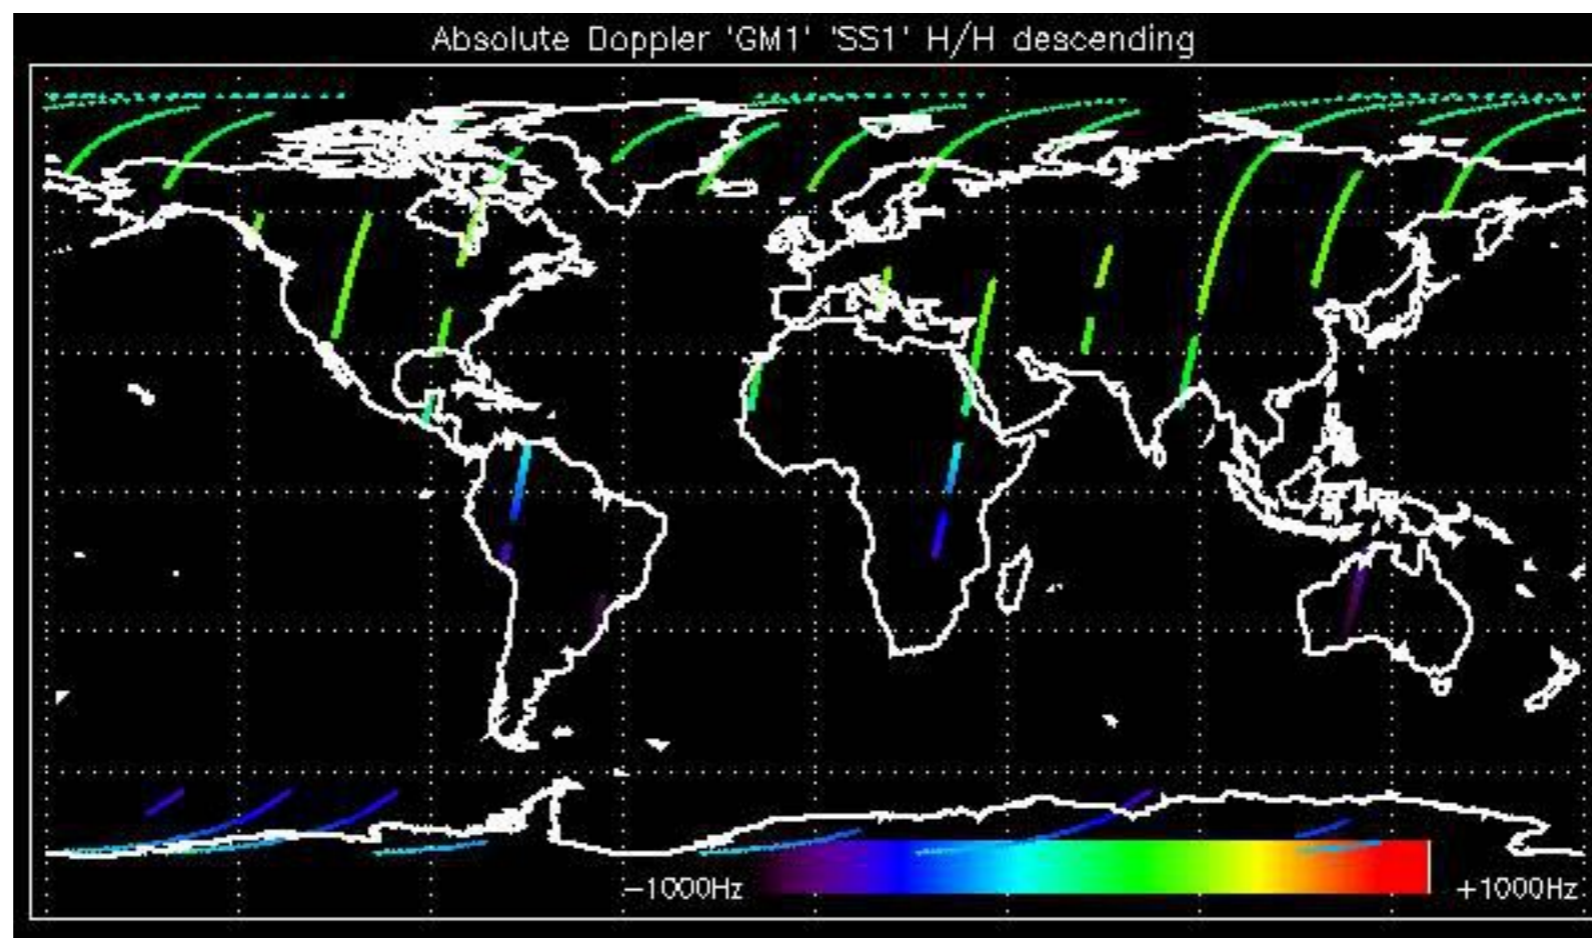 Absolute Doppler 'GM1' 'SS1' H/H descending
-1000Hz
+1000Hz